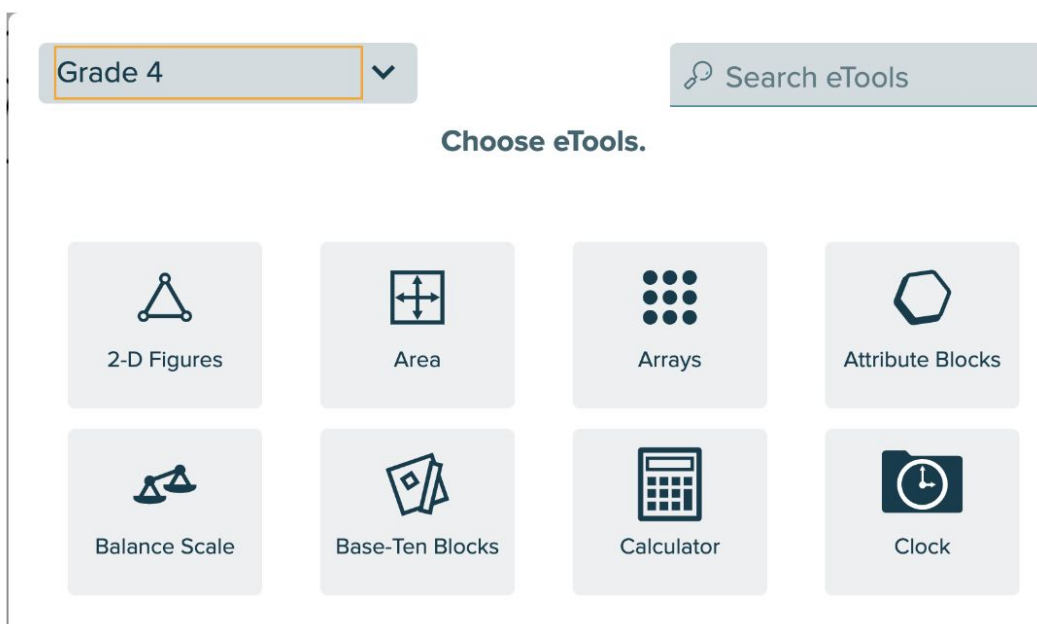 Grade 4
Search eTools
Choose eTools.
2-D Figures
Area
Arrays
Attribute Blocks
Balance Scale
Base-Ten Blocks
Calculator
Clock